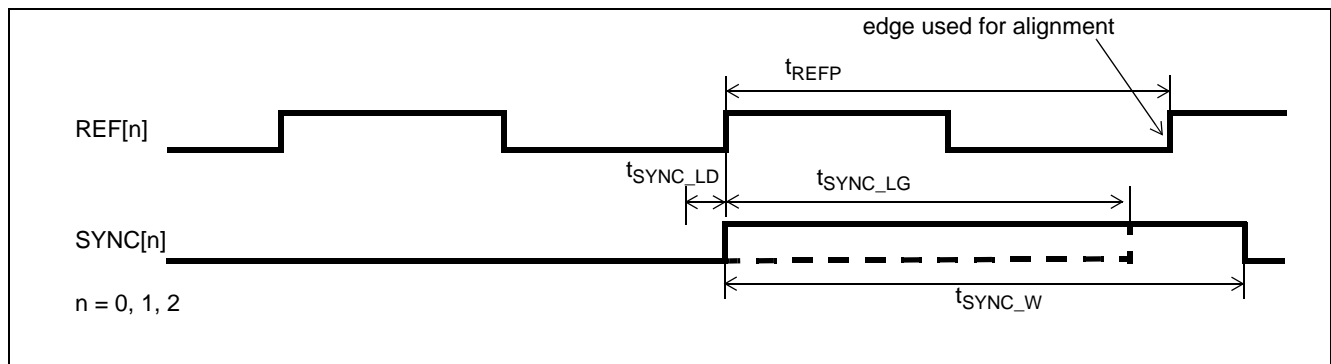 edge used for alignment
tREFP
REF[n]
tSYNC_LD
tSYNC_LG
SYNC[n]
tSYNC_W
n = 0, 1, 2